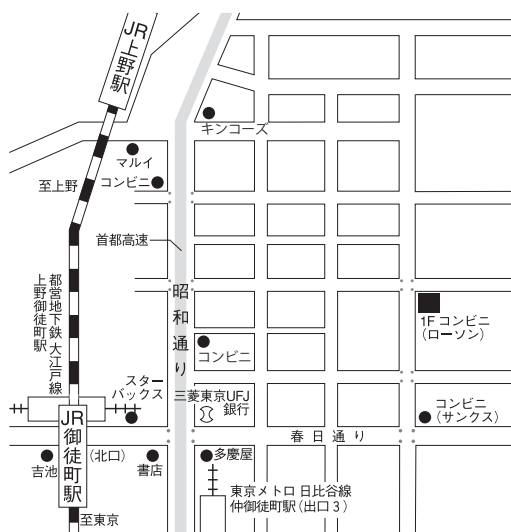 JR上野駅
キンコーズ
マルイ
コンビニ
至上野
首都高速
昭和通り
都営地下鉄 大江戸線
上野御徒町駅
1F コンビニ
(ローソン)
コンビニ
スター
バックス
三菱東京UFJ
銀行
コンビニ
(サンクス)
春日通り
JR御徒町駅
(北口)
吉池
書店
多慶屋
東京メトロ 日比谷線
仲御徒町駅(出口3)
至東京